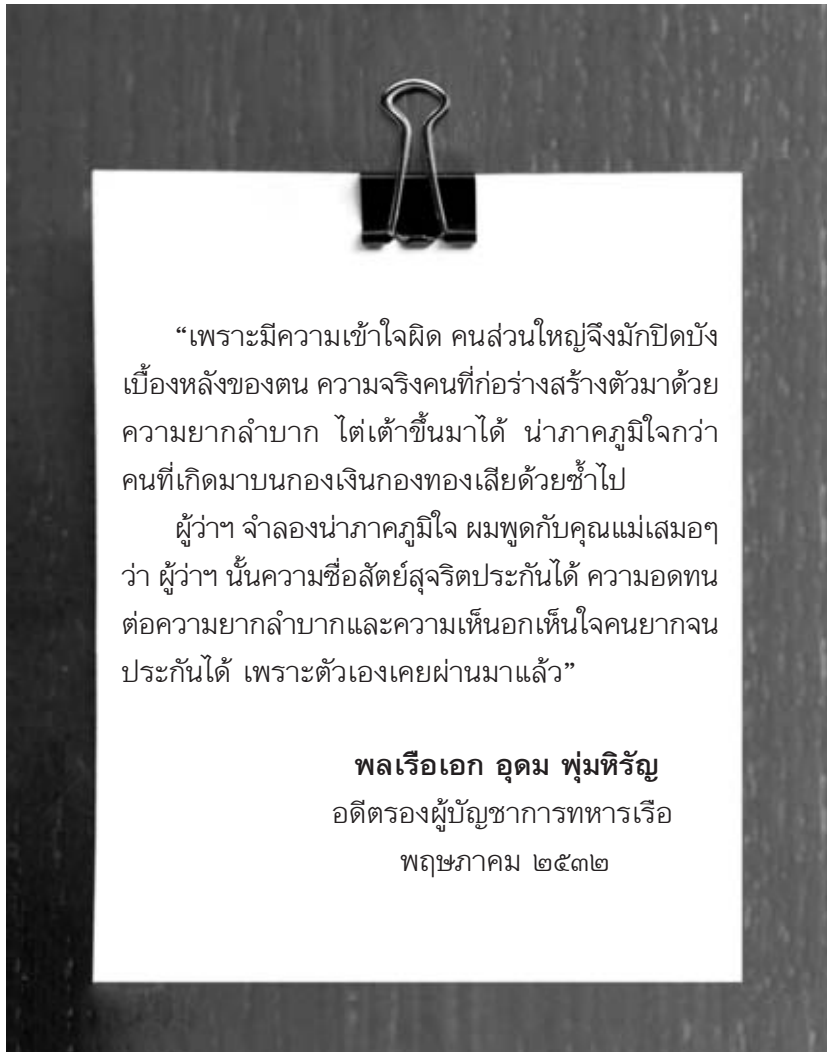 “เพราะมีความเข้าใจผิด คนส่วนใหญ่จึงมักปิดบัง
เบื้องหลังของตน ความจริงคนที่ก่อร่างสร้างตัวมาด้วย
ความยากลำบาก ไต่เต้าขึ้นมาได้ น่าภาคภูมิใจกว่า
คนที่เกิดมาบนกองเงินกองทองเสียด้วยซ้ำไป
ผู้ว่าฯ จำลองน่าภาคภูมิใจ ผมพูดกับคุณแม่เสมอๆ
ว่า ผู้ว่าฯ นั้นความซื่อสัตย์สุจริตประกันได้ ความอดทน
ต่อความยากลำบากและความเห็นอกเห็นใจคนยากจน
ประกันได้ เพราะตัวเองเคยผ่านมาแล้ว”
พลเรือเอก อุดม พุ่มหิรัญ
อดีตรองผู้บัญชาการทหารเรือ
พฤษภาคม ๒๕๓๒